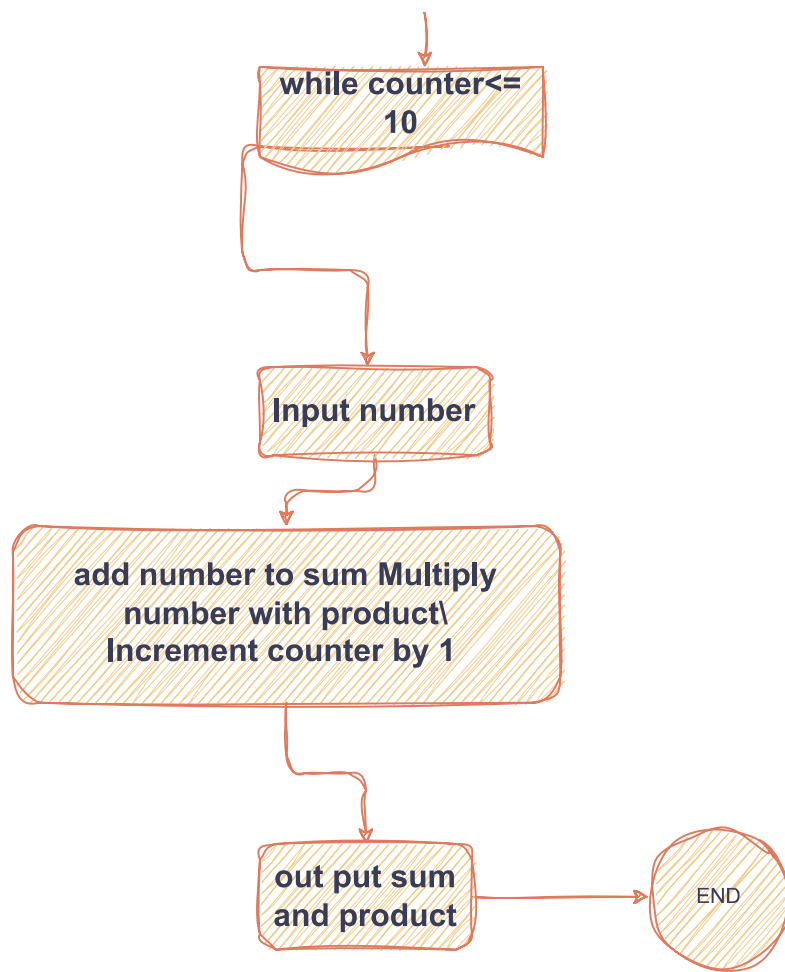 while counter<=
10
Input number
add number to sum Multiply
number with product\
Increment counter by 1
out put sum
and product
END